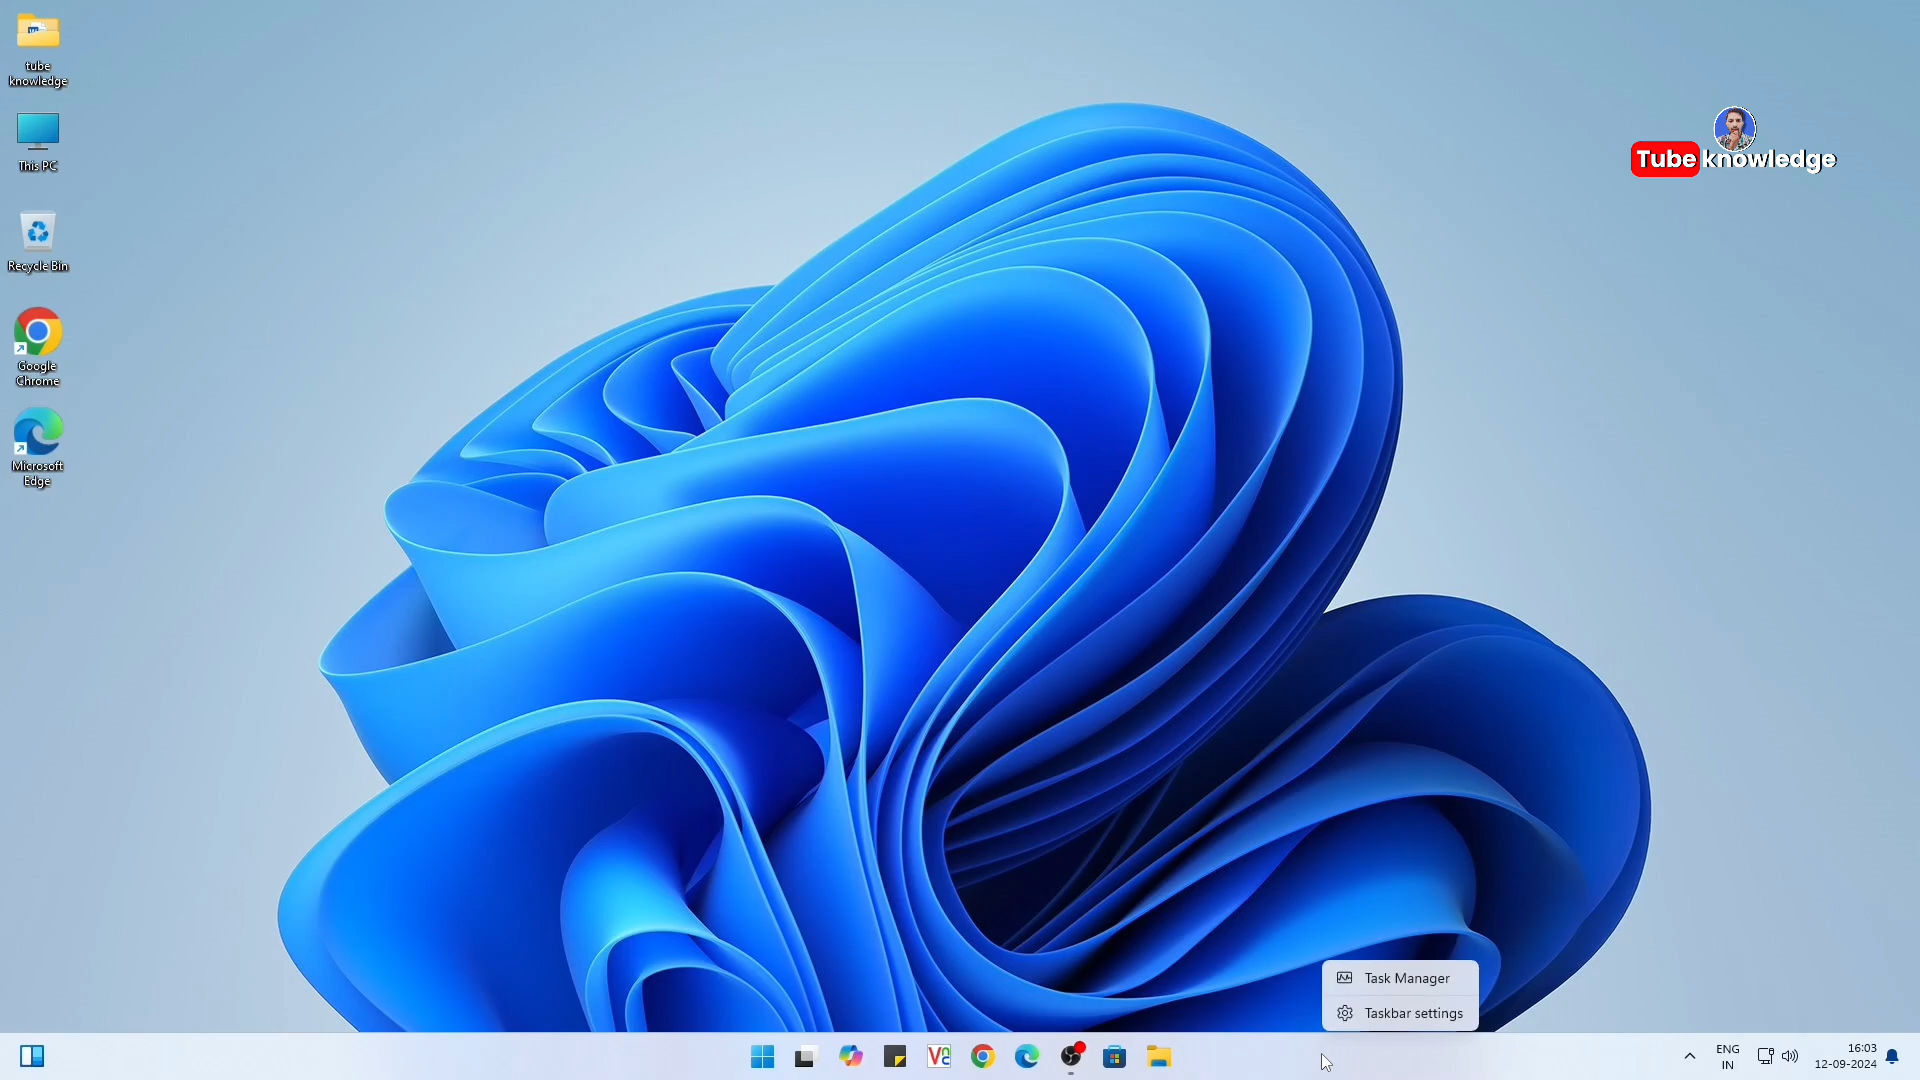 tube
knowledge
This PC
Recycle Bin
Google
Chrome
Microsoft
Edge
Tube knowledge
Task Manager
Taskbar settings
VNC
ENG
IN
16:03
12-09-2024